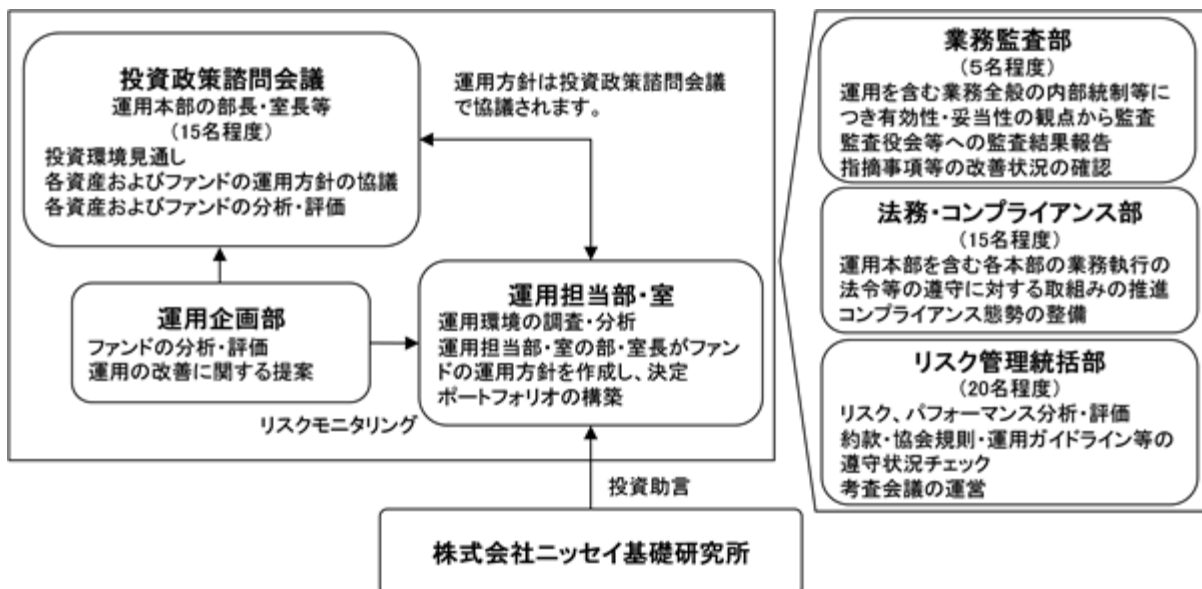 投資政策諮問会議
運用本部の部長・室長等
(15名程度)
投資環境見通し
各資産およびファンドの運用方針の協議
各資産およびファンドの分析・評価
運用方針は投資政策諮問会議
で協議されます。
運用企画部
ファンドの分析・評価
運用の改善に関する提案
リスクモニタリング
運用担当部・室
運用環境の調査・分析
運用担当部・室の部・室長がファン
ドの運用方針を作成し、決定
ポートフォリオの構築
投資助言
株式会社ニッセイ基礎研究所
業務監査部
(5名程度)
運用を含む業務全般の内部統制等に
つき有効性・妥当性の観点から監査
監査役会等への監査結果報告
指摘事項等の改善状況の確認
法務・コンプライアンス部
(15名程度)
運用本部を含む各本部の業務執行の
法令等の遵守に対する取組みの推進
コンプライアンス態勢の整備
リスク管理統括部
(20名程度)
リスク、パフォーマンス分析・評価
約款・協会規則・運用ガイドライン等の
遵守状況チェック
考査会議の運営